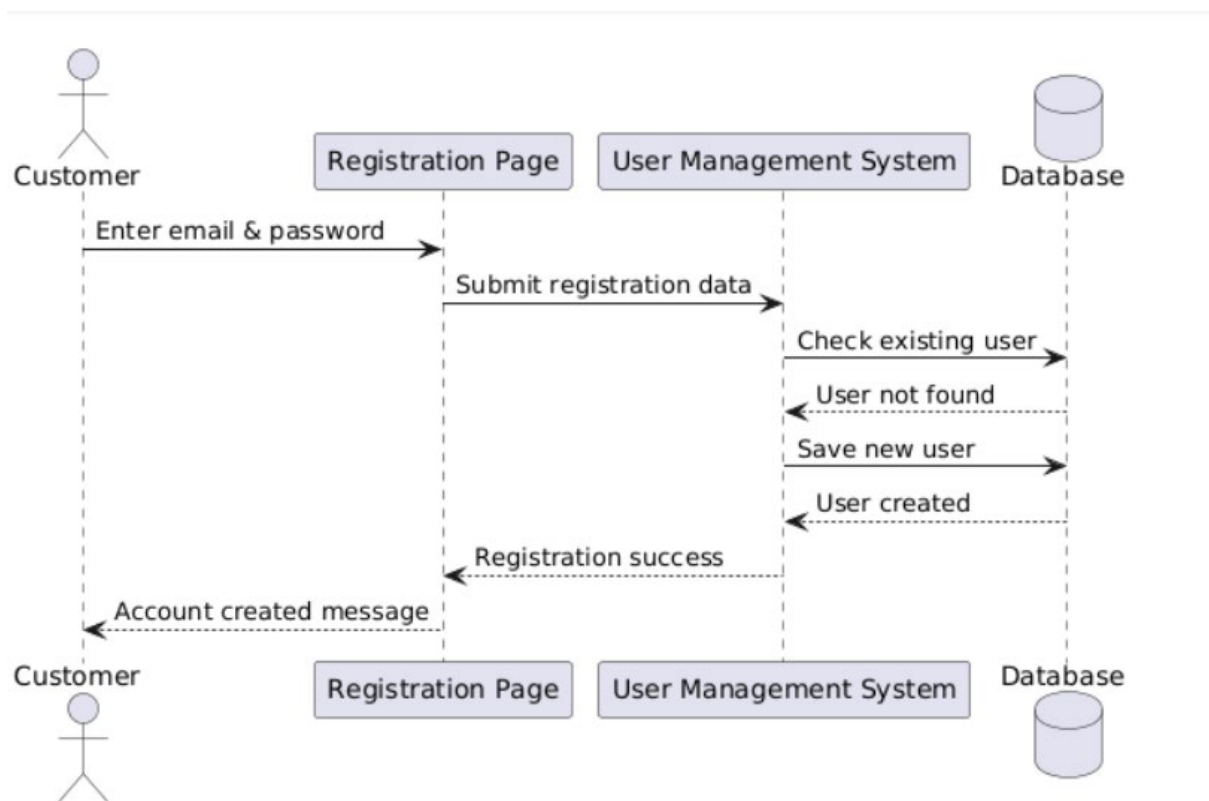 Customer
Registration Page
User Management System
Database
Enter email & password
Submit registration data
Check existing user
User not found
Save new user
User created
Registration success
Account created message
Customer
Registration Page
User Management System
Database